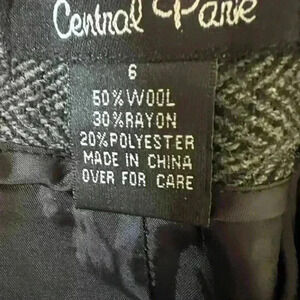 Central Park
6
50%WOOL
30%RAYON
20%POLYESTER
MADE IN CHINA
OVER FOR CARE